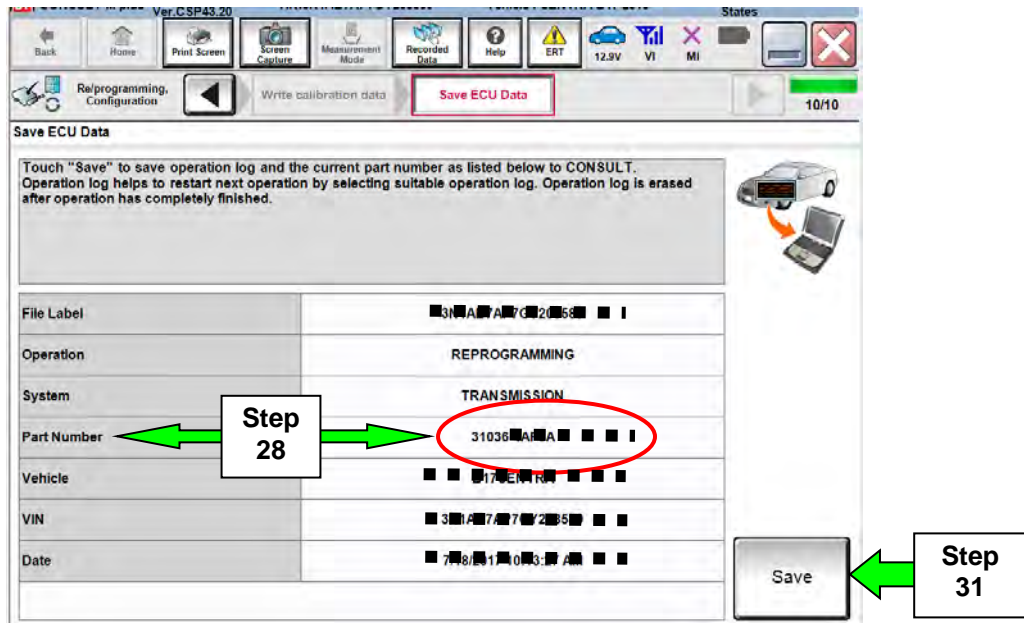 Ver.CSP43.20
States
Back
Home
Print Screen
Screen Capture
Measurement Mode
Recorded Data
Help
ERT
12.9V
VI
MI
Re/programming, Configuration
Write calibration data
Save ECU Data
10/10
Save ECU Data
Touch "Save" to save operation log and the current part number as listed below to CONSULT.
Operation log helps to restart next operation by selecting suitable operation log. Operation log is erased
after operation has completely finished.
File Label
Operation
REPROGRAMMING
System
TRANSMISSION
Part Number
31036
Step
28
Vehicle
VIN
Date
Save
Step
31